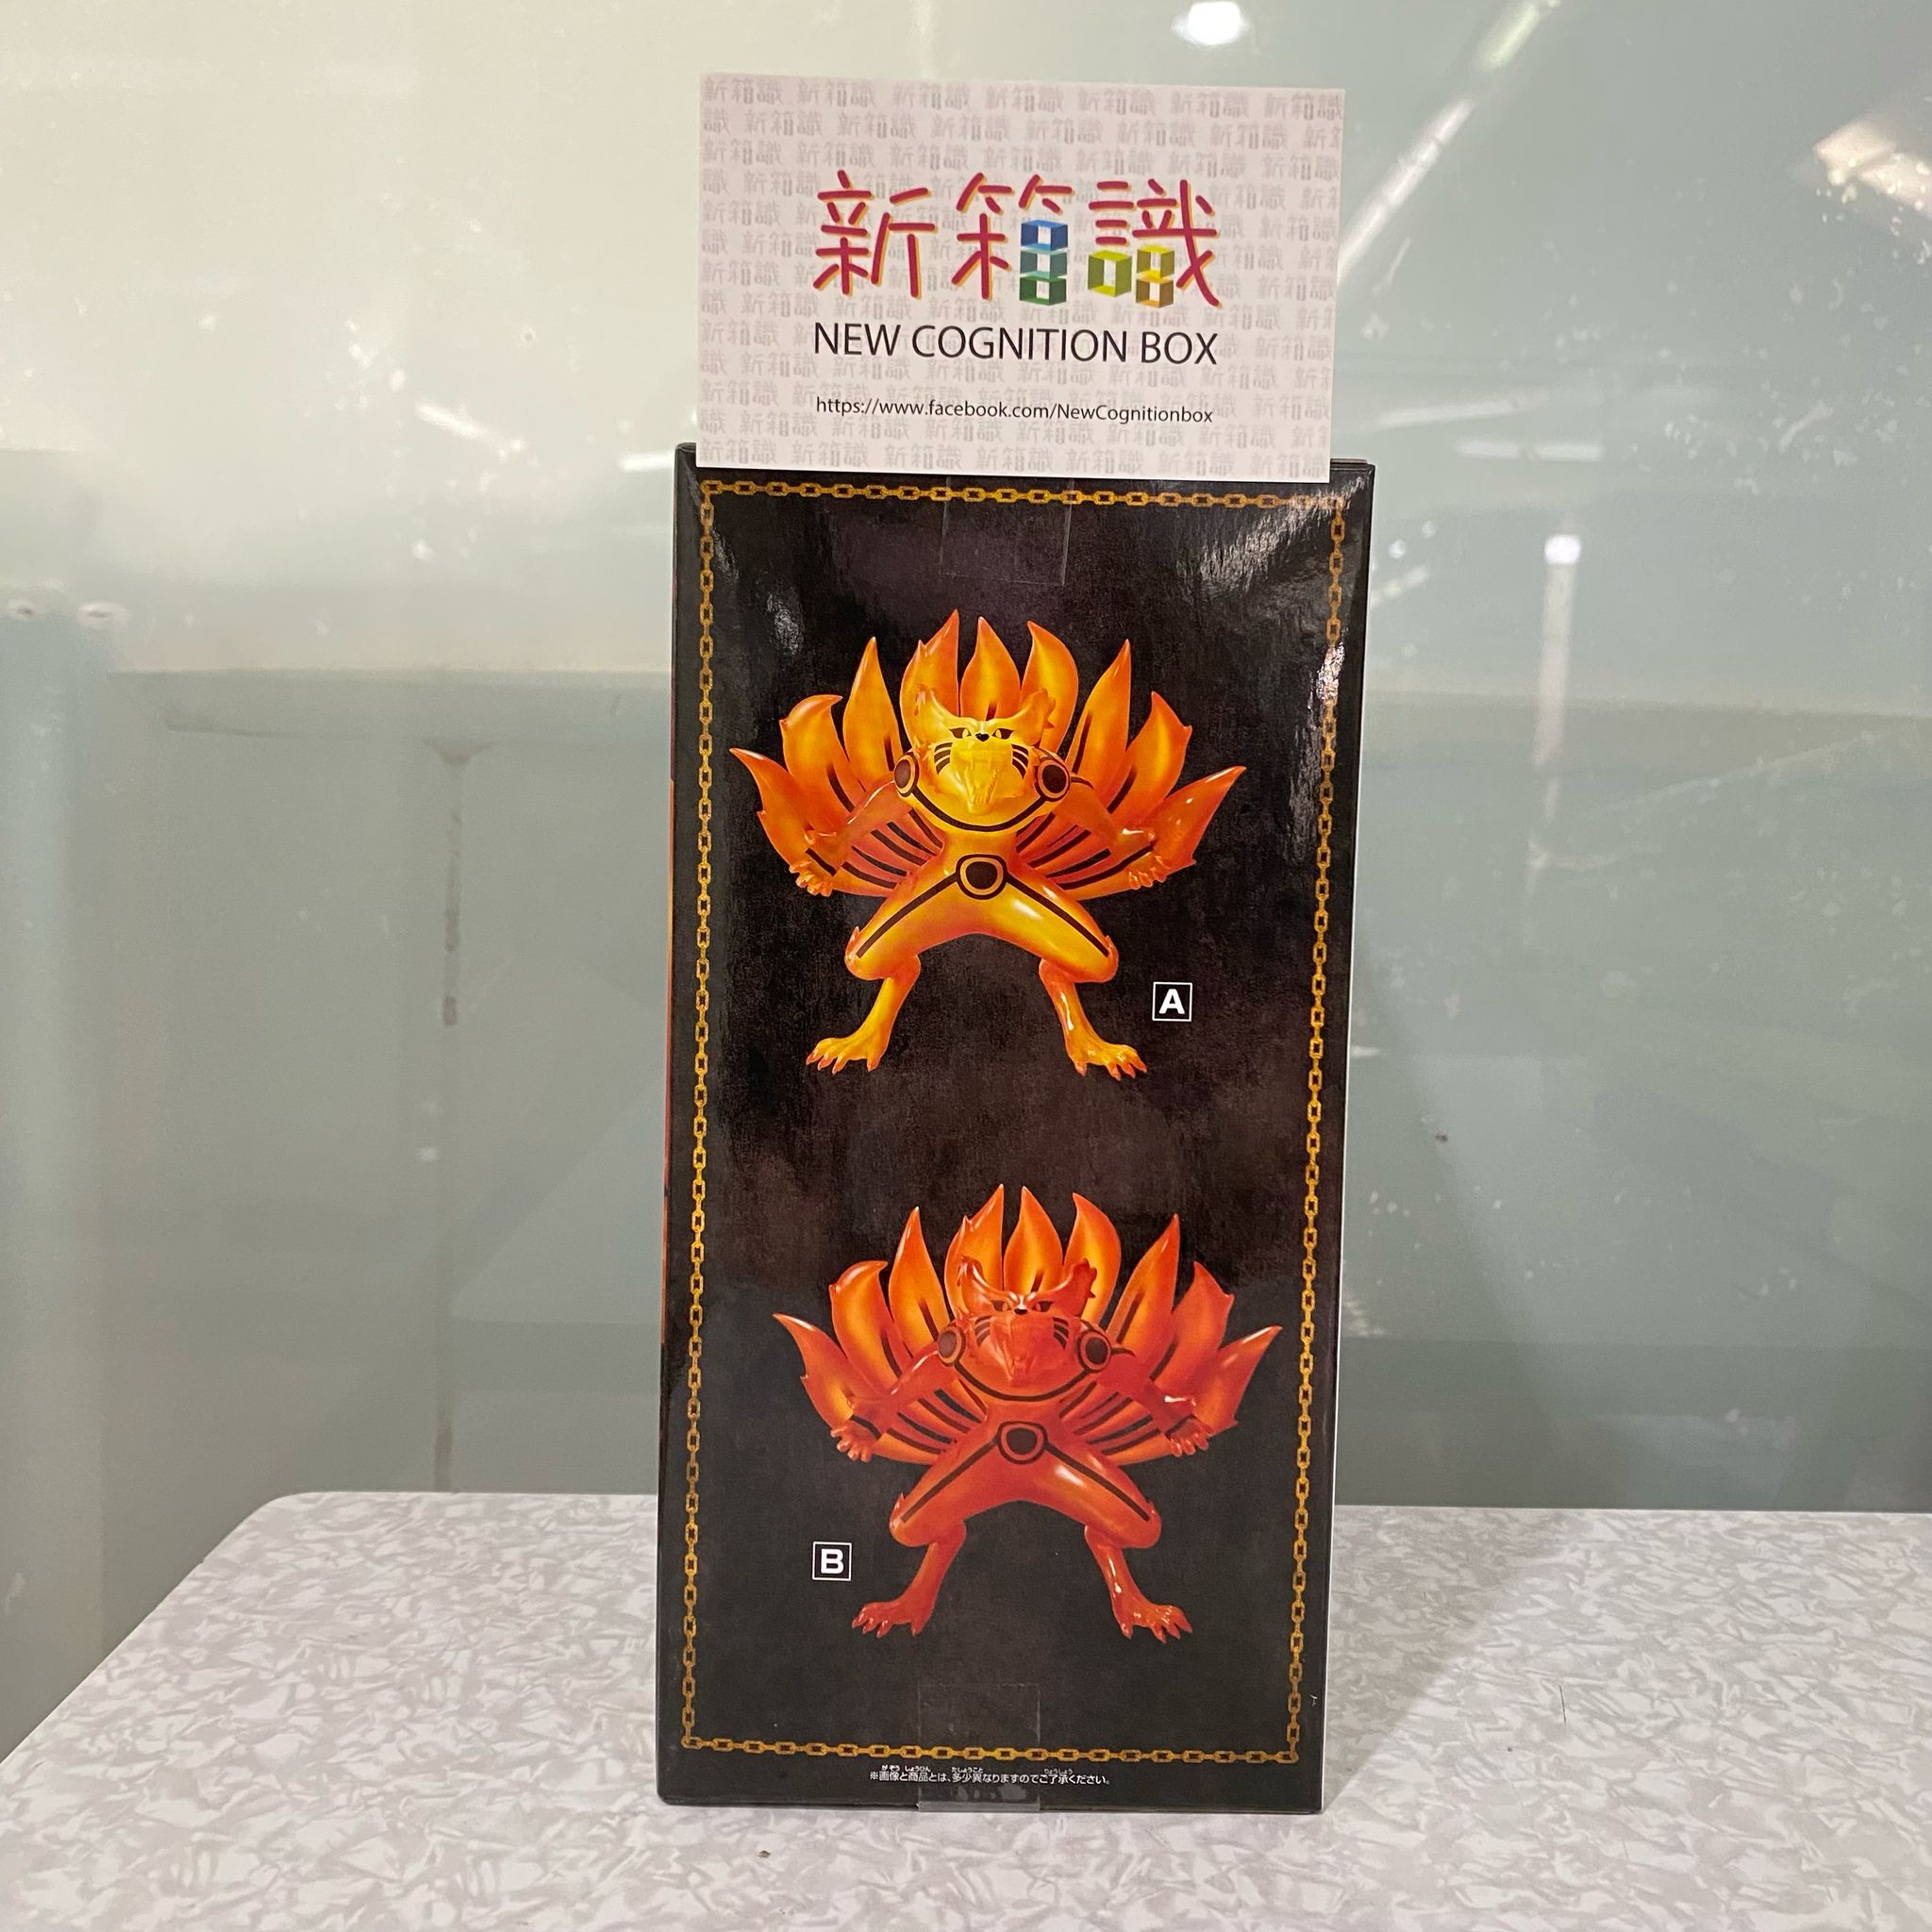 新箱識
NEW COGNITION BOX
https://www.facebook.com/NewCognitionbox
A
B
※画像と商品とは、多少異なりますのでご了承ください。